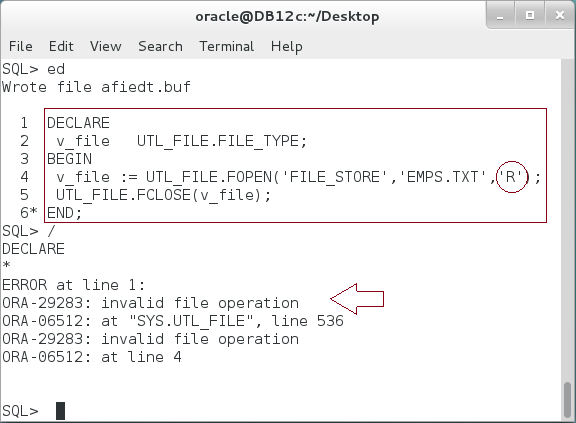 oracle@DB12c:~/Desktop
File Edit View Search Terminal Help
SQL> ed
Wrote file afiedt.buf
1 DECLARE
2 v_file UTL_FILE.FILE_TYPE;
3 BEGIN
4 v_file := UTL_FILE.FOPEN('FILE_STORE','EMPS.TXT','R');
5 UTL_FILE.FCLOSE(v_file);
6* END;
SQL> /
DECLARE
*
ERROR at line 1:
ORA-29283: invalid file operation
ORA-06512: at "SYS.UTL_FILE", line 536
ORA-29283: invalid file operation
ORA-06512: at line 4
SQL>